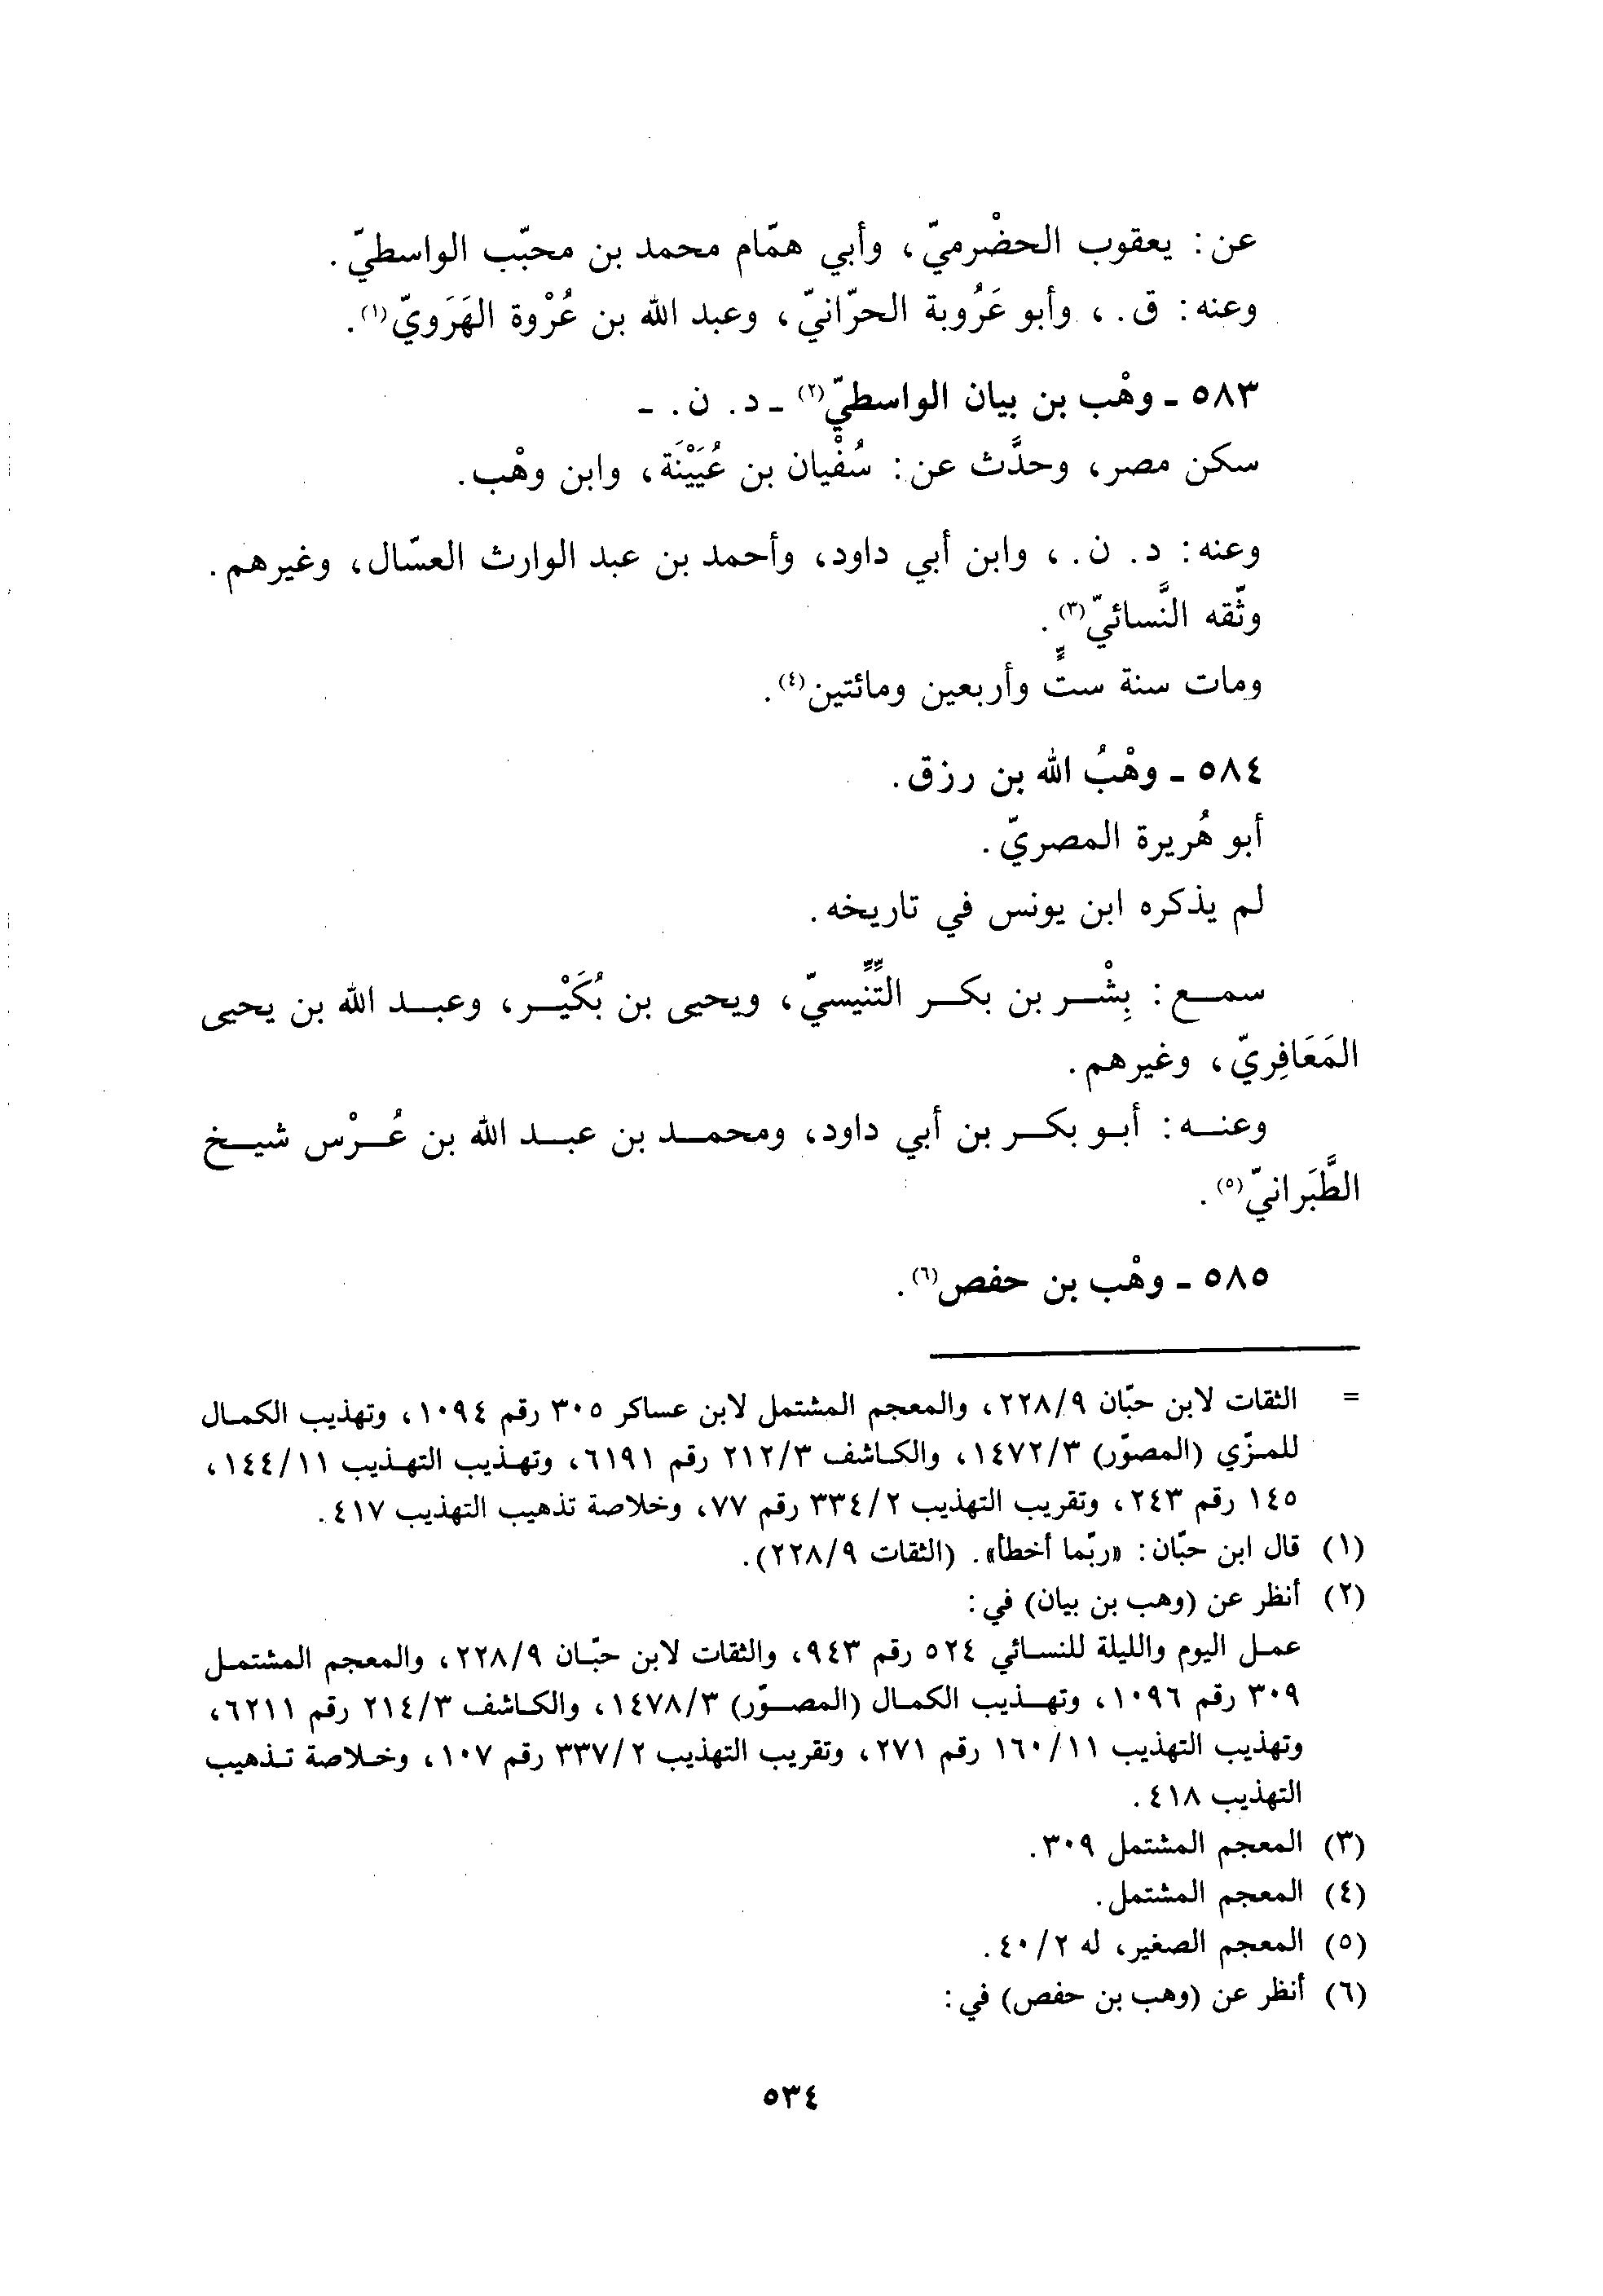 عن: يعقوب الحضْرميّ، وأبي همّام محمد بن محبّب الواسطيّ.
وعنه: ق.، وأبو عَرُوبة الحرّانيّ، وعبد الله بن عُرْوة الهَرَويّ(١).
٥٨٣ - وهْب بن بيان الواسطيّ(٢) - د. ن. -
سكن مصر، وحدَّث عن: سُفْيان بن عُيَيْنَة، وابن وهْب.
وعنه: د. ن.، وابن أبي داود، وأحمد بن عبد الوارث العسّال، وغيرهم.
وثّقه النَّسائيّ(٣).
ومات سنة ستٍّ وأربعين ومائتين(٤).
٥٨٤ - وهْبُ الله بن رزق.
أبو هُريرة المصريّ.
لم يذكره ابن يونس في تاريخه.
سمع: بِشْر بن بكر التِّنِّيسيّ، ويحيى بن بُكَيْر، وعبد الله بن يحيى
المَعَافِريّ، وغيرهم.
وعنه: أبو بكر بن أبي داود، ومحمد بن عبد الله بن عُرْس شيخ
الطَّبَرانيّ(٥).
٥٨٥ - وهْب بن حفص(٦).
= الثقات لابن حبّان ٢٢٨/٩، والمعجم المشتمل لابن عساكر ٣٠٥ رقم ١٠٩٤، وتهذيب الكمال
للمزّي (المصوّر) ١٤٧٢/٣، والكاشف ٢١٢/٣ رقم ٦١٩١، وتهذيب التهذيب ١٤٤/١١،
١٤٥ رقم ٢٤٣، وتقريب التهذيب ٣٣٤/٢ رقم ٧٧، وخلاصة تذهيب التهذيب ٤١٧.
(١) قال ابن حبّان: «ربّما أخطأ». (الثقات ٢٢٨/٩).
(٢) أنظر عن (وهب بن بيان) في:
عمل اليوم والليلة للنسائي ٥٢٤ رقم ٩٤٣، والثقات لابن حبّان ٢٢٨/٩، والمعجم المشتمل
٣٠٩ رقم ١٠٩٦، وتهذيب الكمال (المصوّر) ١٤٧٨/٣، والكاشف ٢١٤/٣ رقم ٦٢١١،
وتهذيب التهذيب ١٦٠/١١ رقم ٢٧١، وتقريب التهذيب ٣٣٧/٢ رقم ١٠٧، وخلاصة تذهيب
التهذيب ٤١٨.
(٣) المعجم المشتمل ٣٠٩.
(٤) المعجم المشتمل.
(٥) المعجم الصغير، له ٤٠/٢.
(٦) أنظر عن (وهب بن حفص) في:
٥٣٤